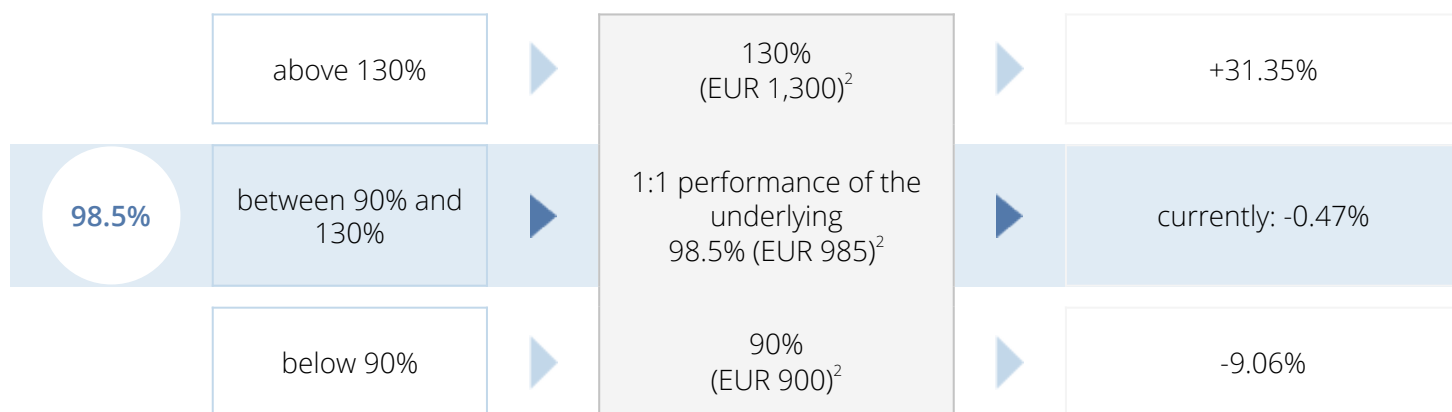 above 130%
130%
(EUR 1,300)2
+31.35%
98.5%
between 90% and
130%
1:1 performance of the
underlying
98.5% (EUR 985)2
currently: -0.47%
below 90%
90%
(EUR 900)2
-9.06%